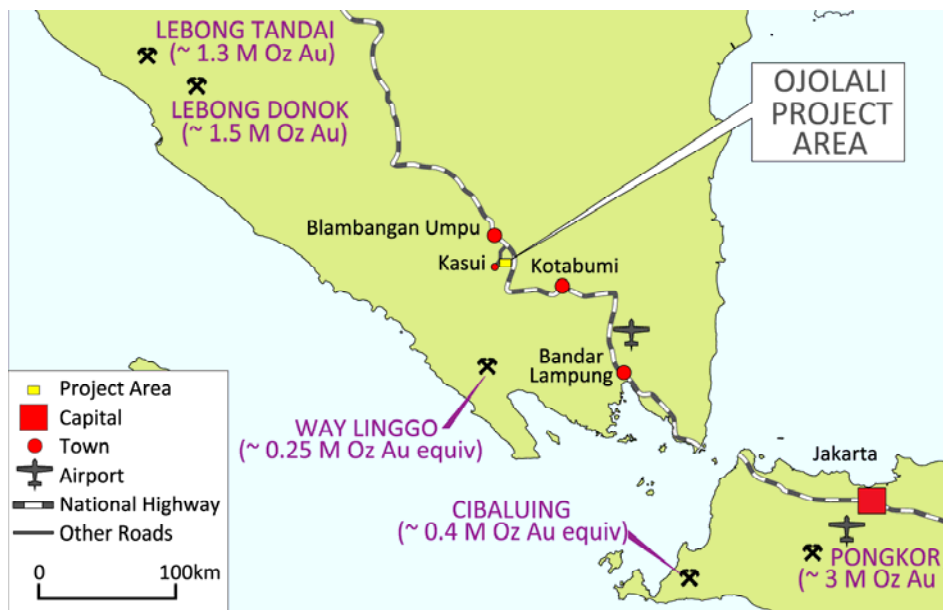 LEBONG TANDAI
(~ 1.3 M Oz Au)
LEBONG DONOK
(~ 1.5 M Oz Au)
OJOLALI
PROJECT
AREA
Blambangan Umpu
Kasui
Kotabumi
Bandar
Lampung
WAY LINGGO
(~ 0.25 M Oz Au equiv)
CIBALUING
(~ 0.4 M Oz Au equiv)
Jakarta
PONGKOR
(~ 3 M Oz Au
Project Area
Capital
Town
Airport
National Highway
Other Roads
0 100km